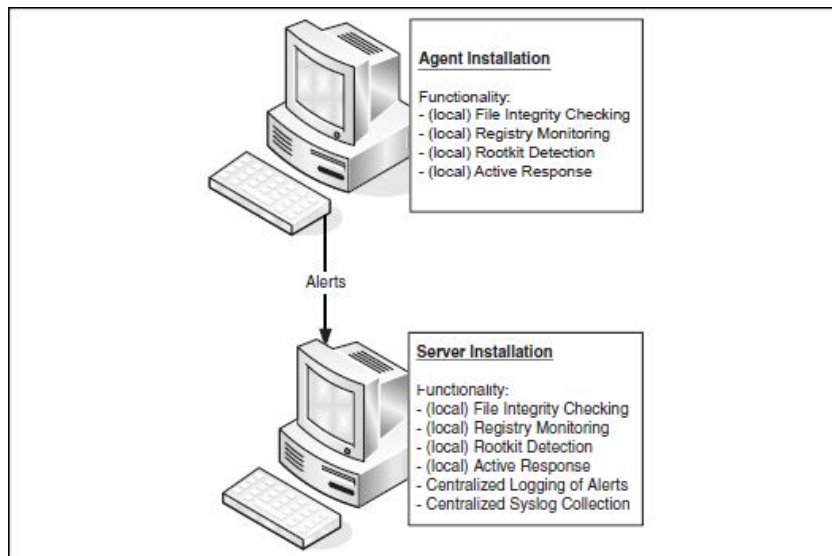 Agent Installation
Functionality:
- (local) File Integrity Checking
- (local) Registry Monitoring
- (local) Rootkit Detection
- (local) Active Response
Alerts
Server Installation
Functionality:
- (local) File Integrity Checking
- (local) Registry Monitoring
- (local) Rootkit Detection
- (local) Active Response
- Centralized Logging of Alerts
- Centralized Syslog Collection